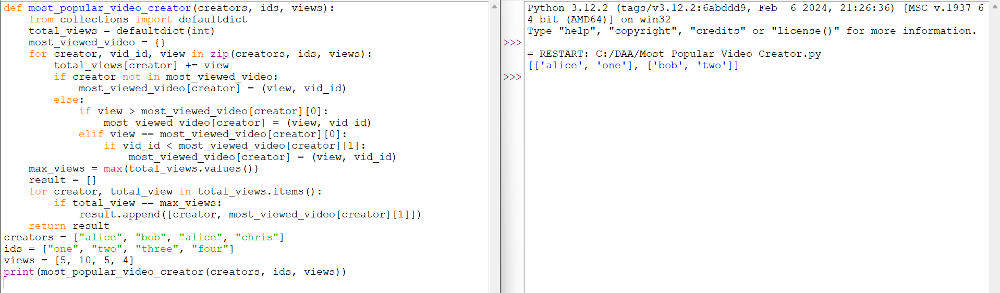 def most_popular_video_creator(creators, ids, views):
    from collections import defaultdict
    total_views = defaultdict(int)
    most_viewed_video = {}
    for creator, vid_id, view in zip(creators, ids, views):
        total_views[creator] += view
        if creator not in most_viewed_video:
            most_viewed_video[creator] = (view, vid_id)
        else:
            if view > most_viewed_video[creator][0]:
                most_viewed_video[creator] = (view, vid_id)
            elif view == most_viewed_video[creator][0]:
                if vid_id < most_viewed_video[creator][1]:
                    most_viewed_video[creator] = (view, vid_id)
    max_views = max(total_views.values())
    result = []
    for creator, total_view in total_views.items():
        if total_view == max_views:
            result.append([creator, most_viewed_video[creator][1]])
    return result
creators = ["alice", "bob", "alice", "chris"]
ids = ["one", "two", "three", "four"]
views = [5, 10, 5, 4]
print(most_popular_video_creator(creators, ids, views))
Python 3.12.2 (tags/v3.12.2:6abddd9, Feb  6 2024, 21:26:36) [MSC v.1937 6
4 bit (AMD64)] on win32
Type "help", "copyright", "credits" or "license()" for more information.
>>>
= RESTART: C:/DAA/Most Popular Video Creator.py
[['alice', 'one'], ['bob', 'two']]
>>>